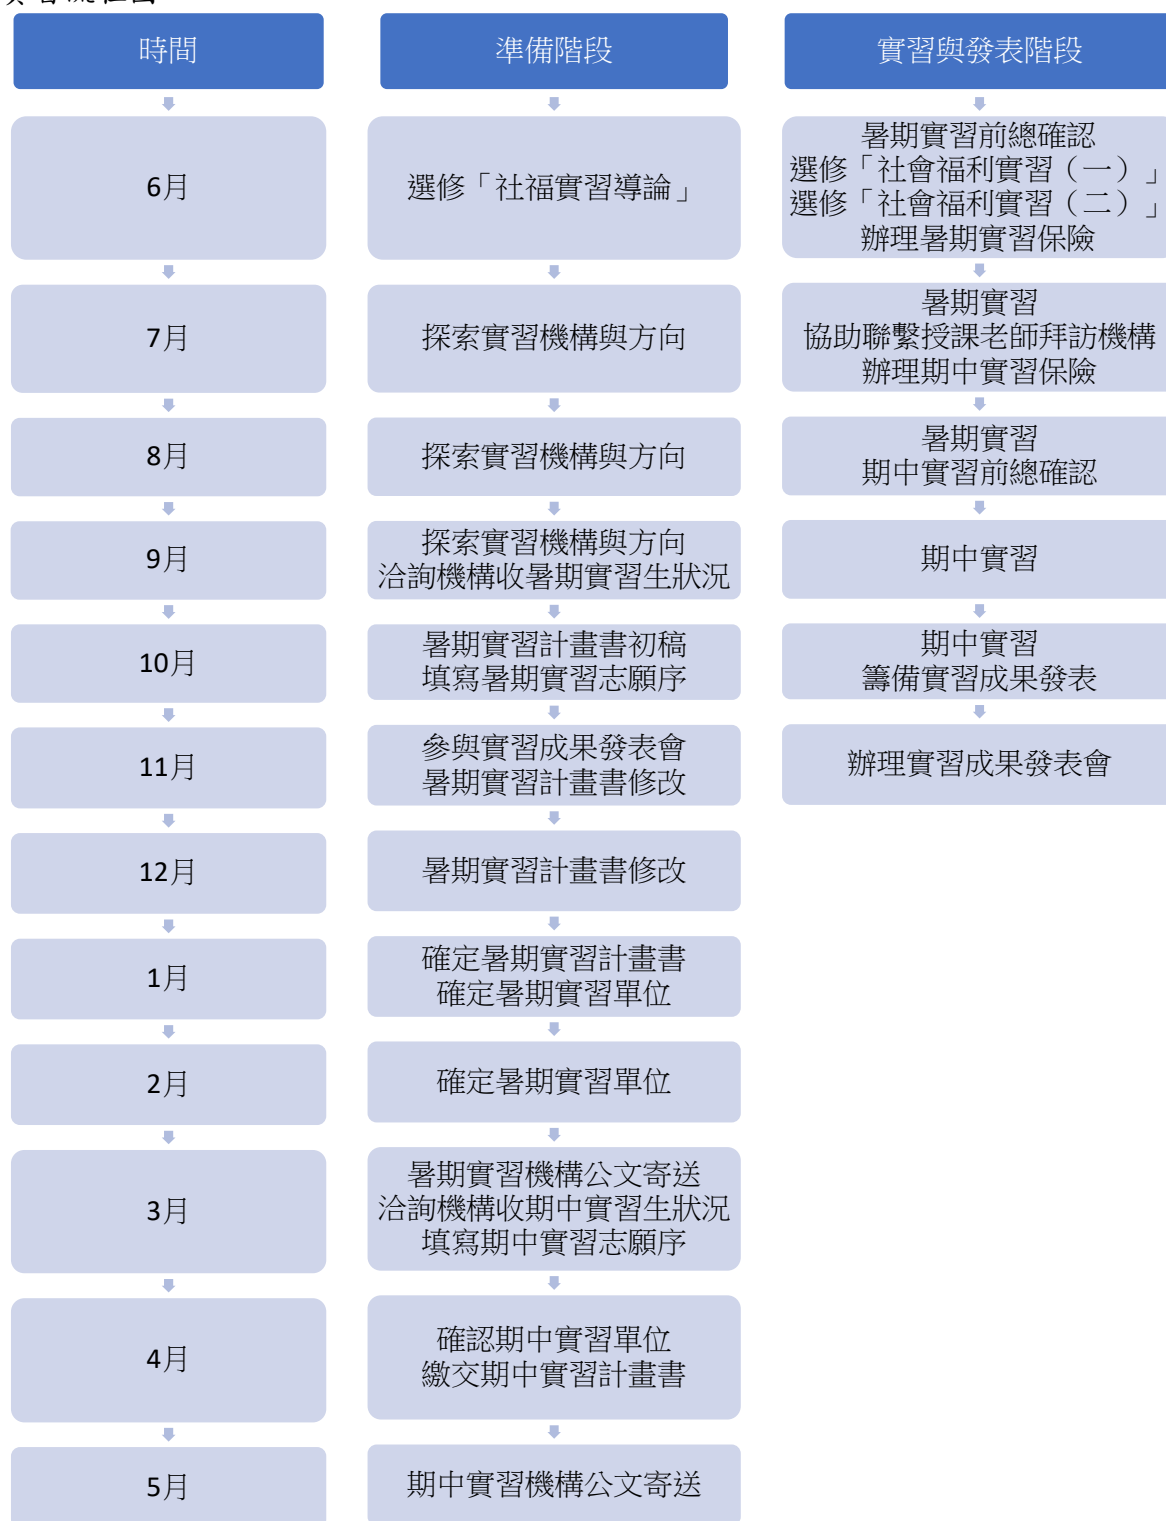 時間
準備階段
實習與發表階段
6月
選修「社福實習導論」
暑期實習前總確認
選修「社會福利實習（一）」
選修「社會福利實習（二）」
辦理暑期實習保險
7月
探索實習機構與方向
暑期實習
協助聯繫授課老師拜訪機構
辦理期中實習保險
8月
探索實習機構與方向
暑期實習
期中實習前總確認
9月
探索實習機構與方向
洽詢機構收暑期實習生狀況
期中實習
10月
暑期實習計畫書初稿
填寫暑期實習志願序
期中實習
籌備實習成果發表
11月
參與實習成果發表會
暑期實習計畫書修改
辦理實習成果發表會
12月
暑期實習計畫書修改
1月
確定暑期實習計畫書
確定暑期實習單位
2月
確定暑期實習單位
3月
暑期實習機構公文寄送
洽詢機構收期中實習生狀況
填寫期中實習志願序
4月
確認期中實習單位
繳交期中實習計畫書
5月
期中實習機構公文寄送